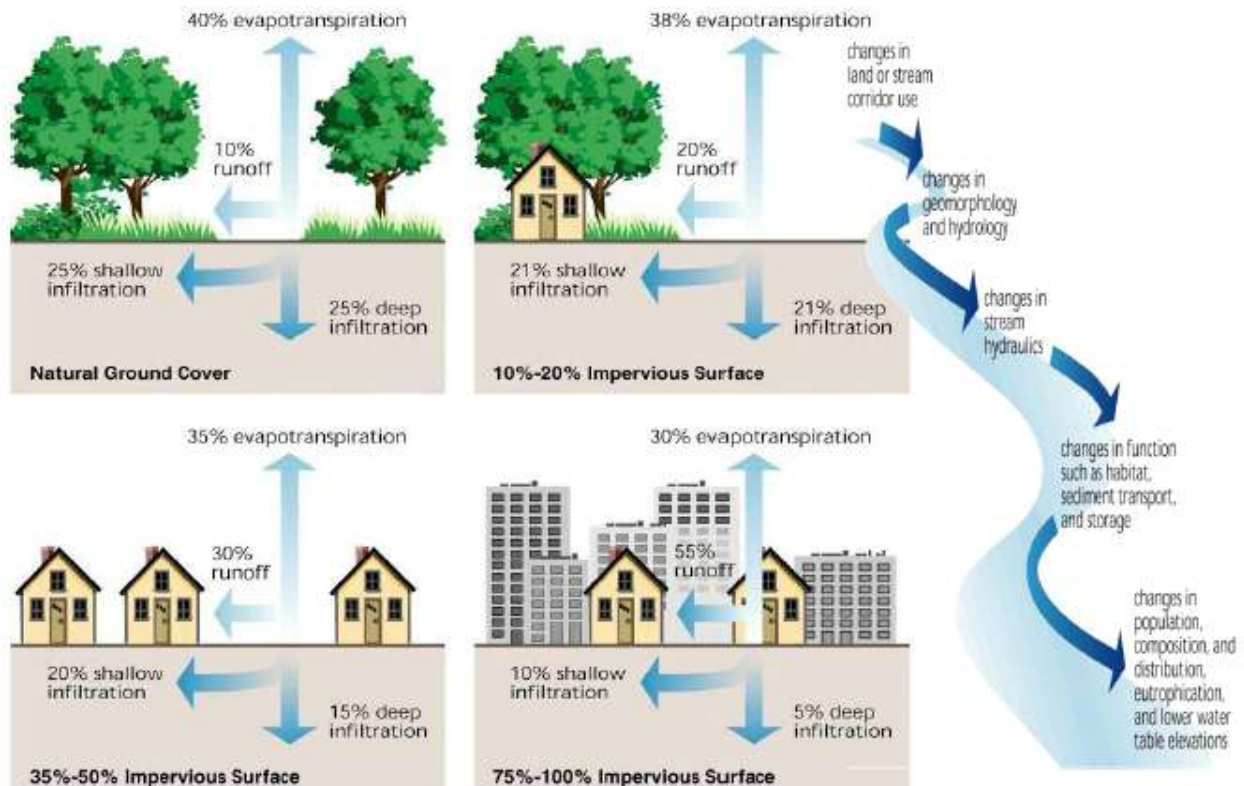 40% evapotranspiration
10%
runoff
25% shallow
infiltration
25% deep
infiltration
Natural Ground Cover
38% evapotranspiration
20%
runoff
21% shallow
infiltration
21% deep
infiltration
10%-20% Impervious Surface
35% evapotranspiration
30%
runoff
20% shallow
infiltration
15% deep
infiltration
35%-50% Impervious Surface
30% evapotranspiration
55%
runoff
10% shallow
infiltration
5% deep
infiltration
75%-100% Impervious Surface
changes in
land or stream
corridor use
changes in
geomorphology
and hydrology
changes in
stream
hydraulics
changes in function
such as habitat,
sediment transport,
and storage
changes in
population,
composition, and
distribution,
eutrophication,
and lower water
table elevations